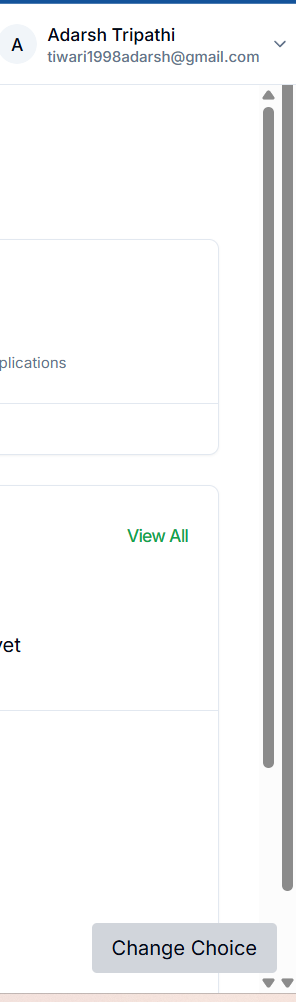 A
Adarsh Tripathi
tiwari1998adarsh@gmail.com
plications
View All
yet
Change Choice